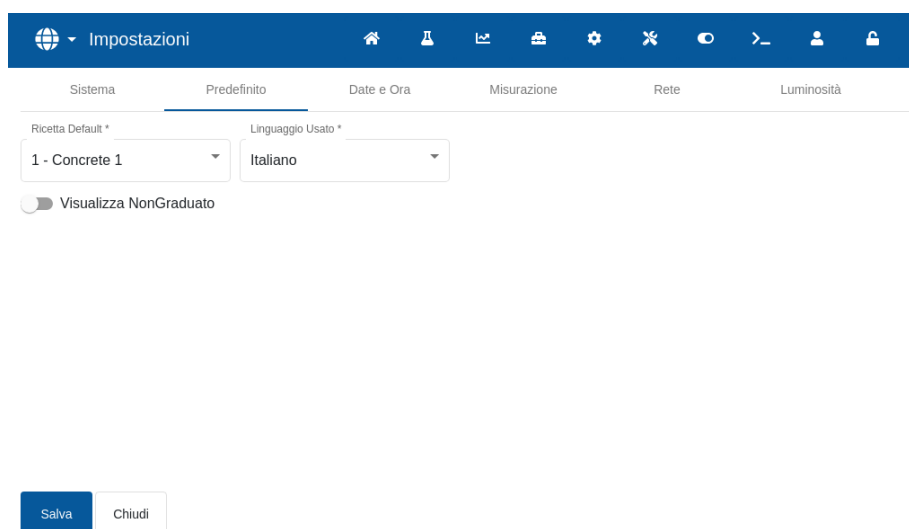 Impostazioni
Sistema Predefinito Date e Ora Misurazione Rete Luminosità
Ricetta Default * Linguaggio Usato *
1 - Concrete 1 Italiano
Visualizza NonGraduato
Salva Chiudi